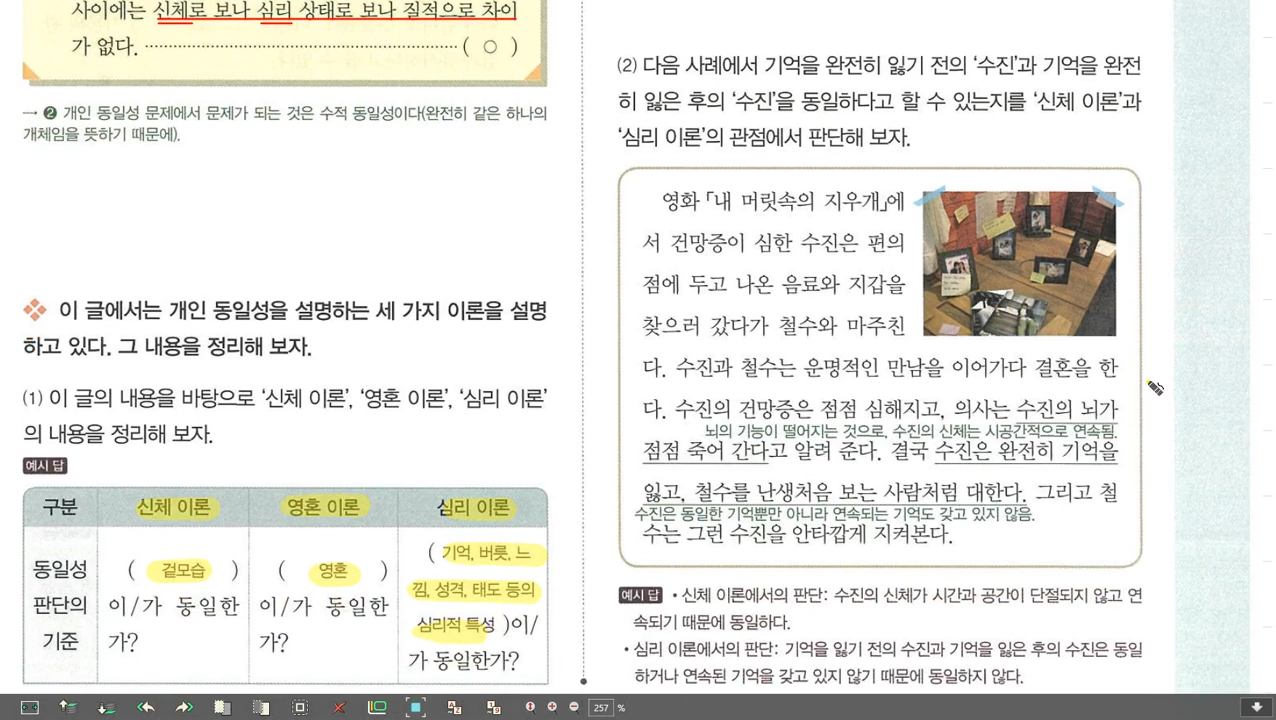 사이에는 신체로 보나 심리 상태로 보나 질적으로 차이
가 없다. ·················································· ( ○ )
→ ❷ 개인 동일성 문제에서 문제가 되는 것은 수적 동일성이다(완전히 같은 하나의
개체임을 뜻하기 때문에).
이 글에서는 개인 동일성을 설명하는 세 가지 이론을 설명
하고 있다. 그 내용을 정리해 보자.
(1) 이 글의 내용을 바탕으로 ‘신체 이론’, ‘영혼 이론’, ‘심리 이론’
의 내용을 정리해 보자.
예시 답
구분 신체 이론 영혼 이론 심리 이론
동일성
판단의
기준
( 겉모습 )
이/가 동일한
가?
( 영혼 )
이/가 동일한
가?
( 기억, 버릇, 느
낌, 성격, 태도 등의
심리적 특성 )이/
가 동일한가?
(2) 다음 사례에서 기억을 완전히 잃기 전의 ‘수진’과 기억을 완전
히 잃은 후의 ‘수진’을 동일하다고 할 수 있는지를 ‘신체 이론’과
‘심리 이론’의 관점에서 판단해 보자.
영화 「내 머릿속의 지우개」에
서 건망증이 심한 수진은 편의
점에 두고 나온 음료와 지갑을
찾으러 갔다가 철수와 마주친
다. 수진과 철수는 운명적인 만남을 이어가다 결혼을 한
다. 수진의 건망증은 점점 심해지고, 의사는 수진의 뇌가
뇌의 기능이 떨어지는 것으로, 수진의 신체는 시공간적으로 연속됨.
점점 죽어 간다고 알려 준다. 결국 수진은 완전히 기억을
잃고, 철수를 난생처음 보는 사람처럼 대한다. 그리고 철
수진은 동일한 기억뿐만 아니라 연속되는 기억도 갖고 있지 않음.
수는 그런 수진을 안타깝게 지켜본다.
예시 답 • 신체 이론에서의 판단: 수진의 신체가 시간과 공간이 단절되지 않고 연
속되기 때문에 동일하다.
• 심리 이론에서의 판단: 기억을 잃기 전의 수진과 기억을 잃은 후의 수진은 동일
하거나 연속된 기억을 갖고 있지 않기 때문에 동일하지 않다.
257 %